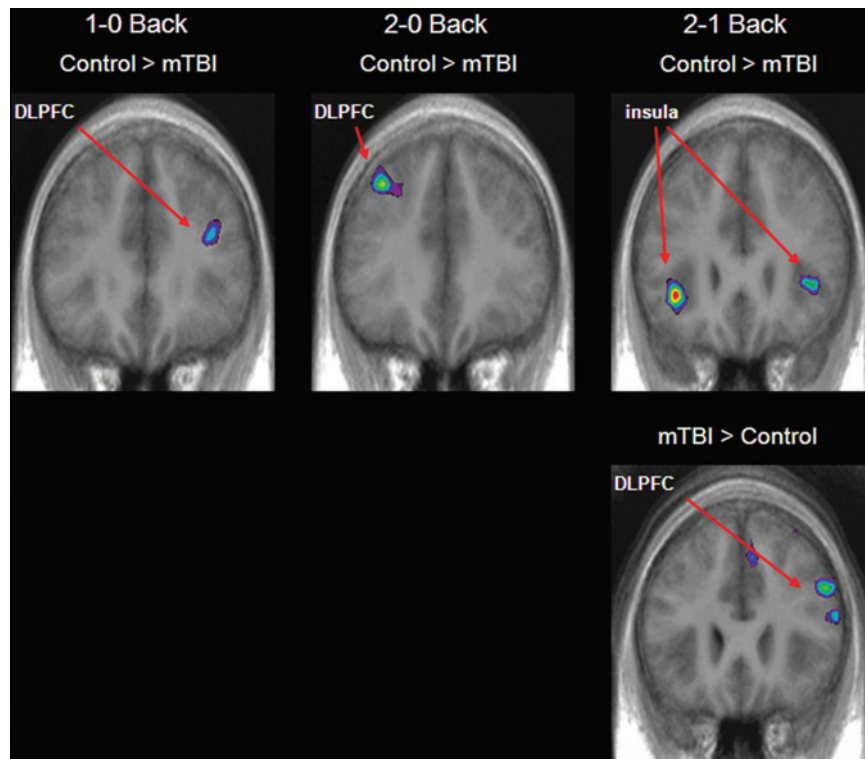 1-0 Back
Control > mTBI
DLPFC
2-0 Back
Control > mTBI
DLPFC
2-1 Back
Control > mTBI
insula
mTBI > Control
DLPFC